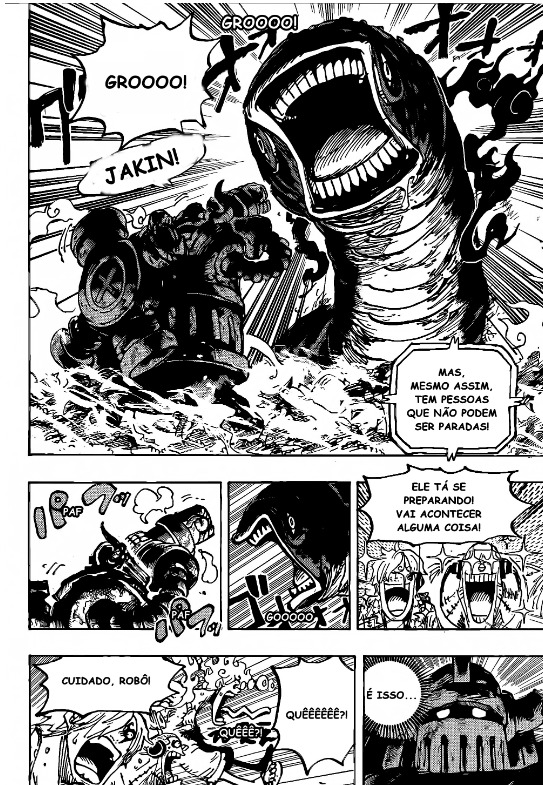 GROOOO!
GROOOO!
JAKIN!
MAS,
MESMO ASSIM,
TEM PESSOAS
QUE NÃO PODEM
SER PARADAS!
PAF
PAF
GOOOOO
ELE TÁ SE
PREPARANDO!
VAI ACONTECER
ALGUMA COISA!
CUIDADO, ROBÔ!
QUÊÊ?!
QUÊÊÊÊÊÊ?!
É ISSO...